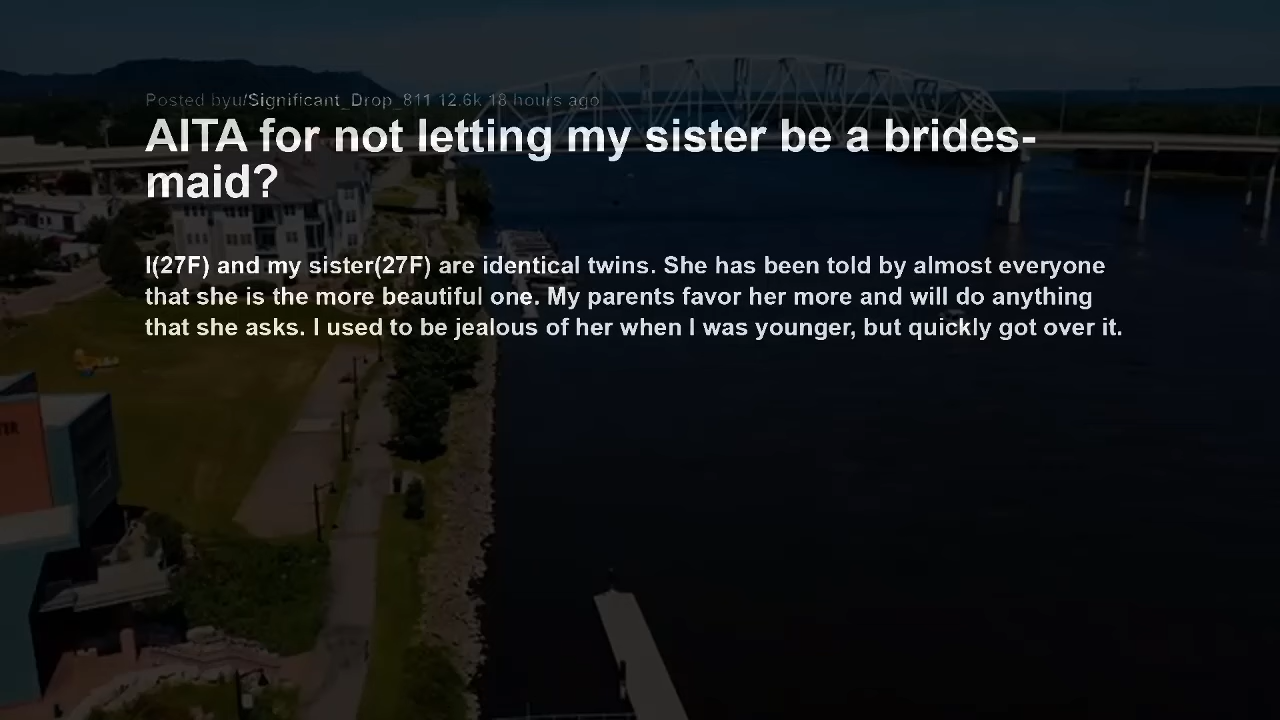 Posted byu/Significant_Drop_811 12.6k 18 hours ago
AITA for not letting my sister be a brides-
maid?
I(27F) and my sister(27F) are identical twins. She has been told by almost everyone
that she is the more beautiful one. My parents favor her more and will do anything
that she asks. I used to be jealous of her when I was younger, but quickly got over it.